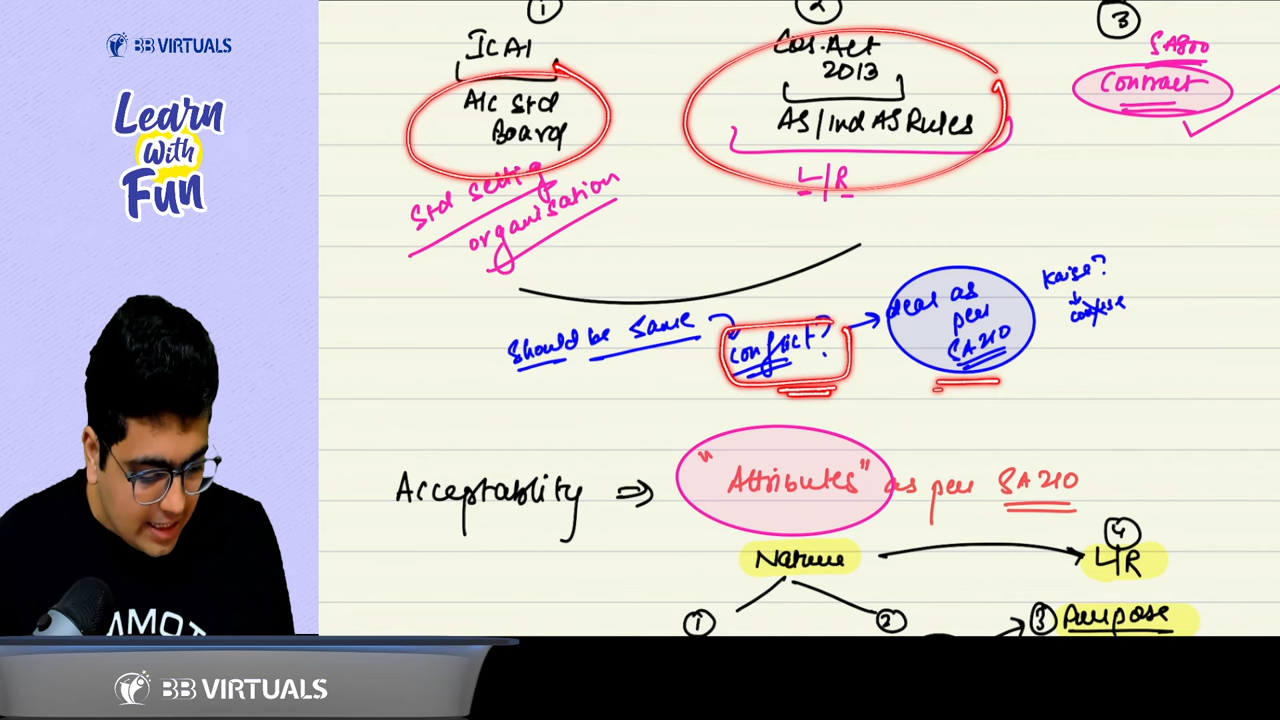 BB VIRTUALS
Learn
With
Fun
1
ICAI
A/c Std
Board
Std setting
organisation
2
Cos. Act
2013
AS/Ind AS Rules
L/R
3
SA800
Contract
Should be Same
conflict?
deal as
per
SA210
Kaise?
Acceptablity ⇒ "Attributes" as per SA210
Nature
4
L/R
1
2
3 Purpose
AMOT
BB VIRTUALS